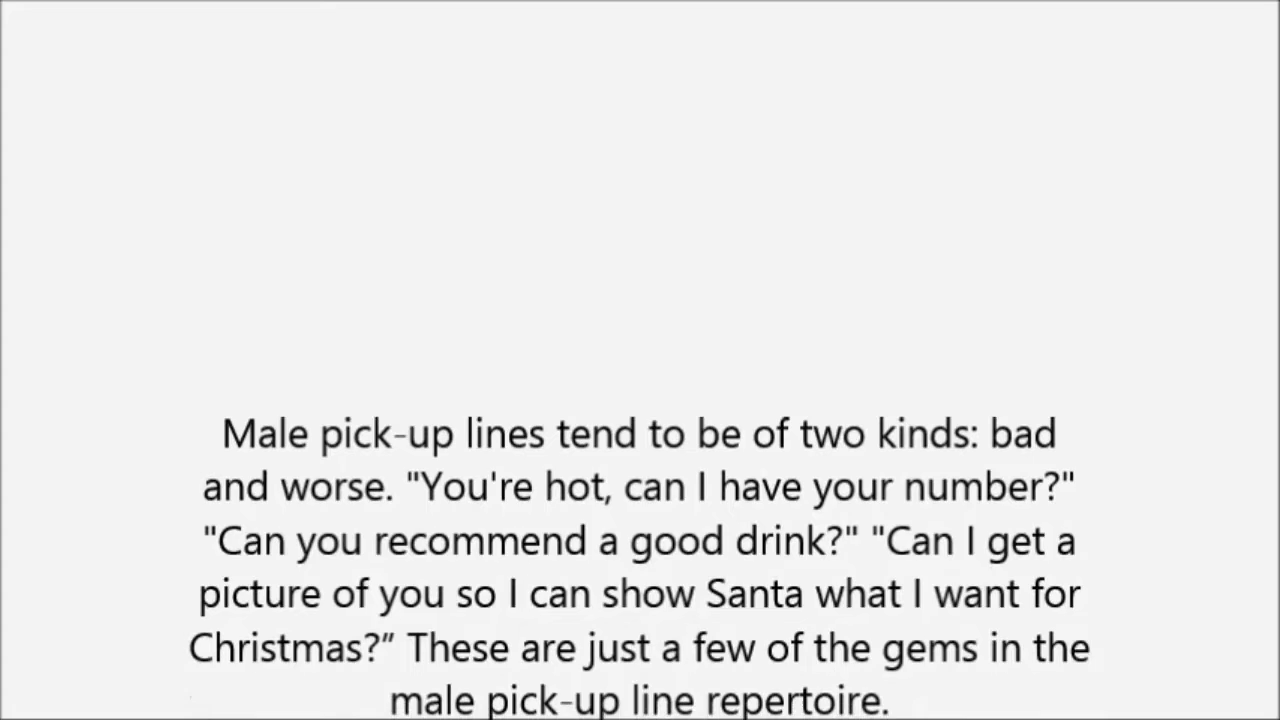 Male pick-up lines tend to be of two kinds: bad
and worse. "You're hot, can I have your number?"
"Can you recommend a good drink?" "Can I get a
picture of you so I can show Santa what I want for
Christmas?” These are just a few of the gems in the
male pick-up line repertoire.